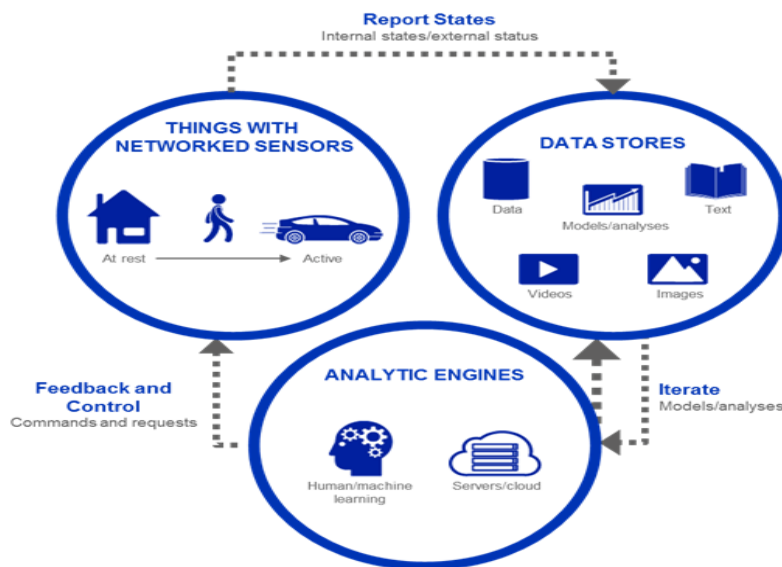 Report States
Internal states/external status
THINGS WITH
NETWORKED SENSORS
At rest
Active
DATA STORES
Data
Models/analyses
Text
Videos
Images
Feedback and
Control
Commands and requests
ANALYTIC ENGINES
Human/machine
learning
Servers/cloud
Iterate
Models/analyses